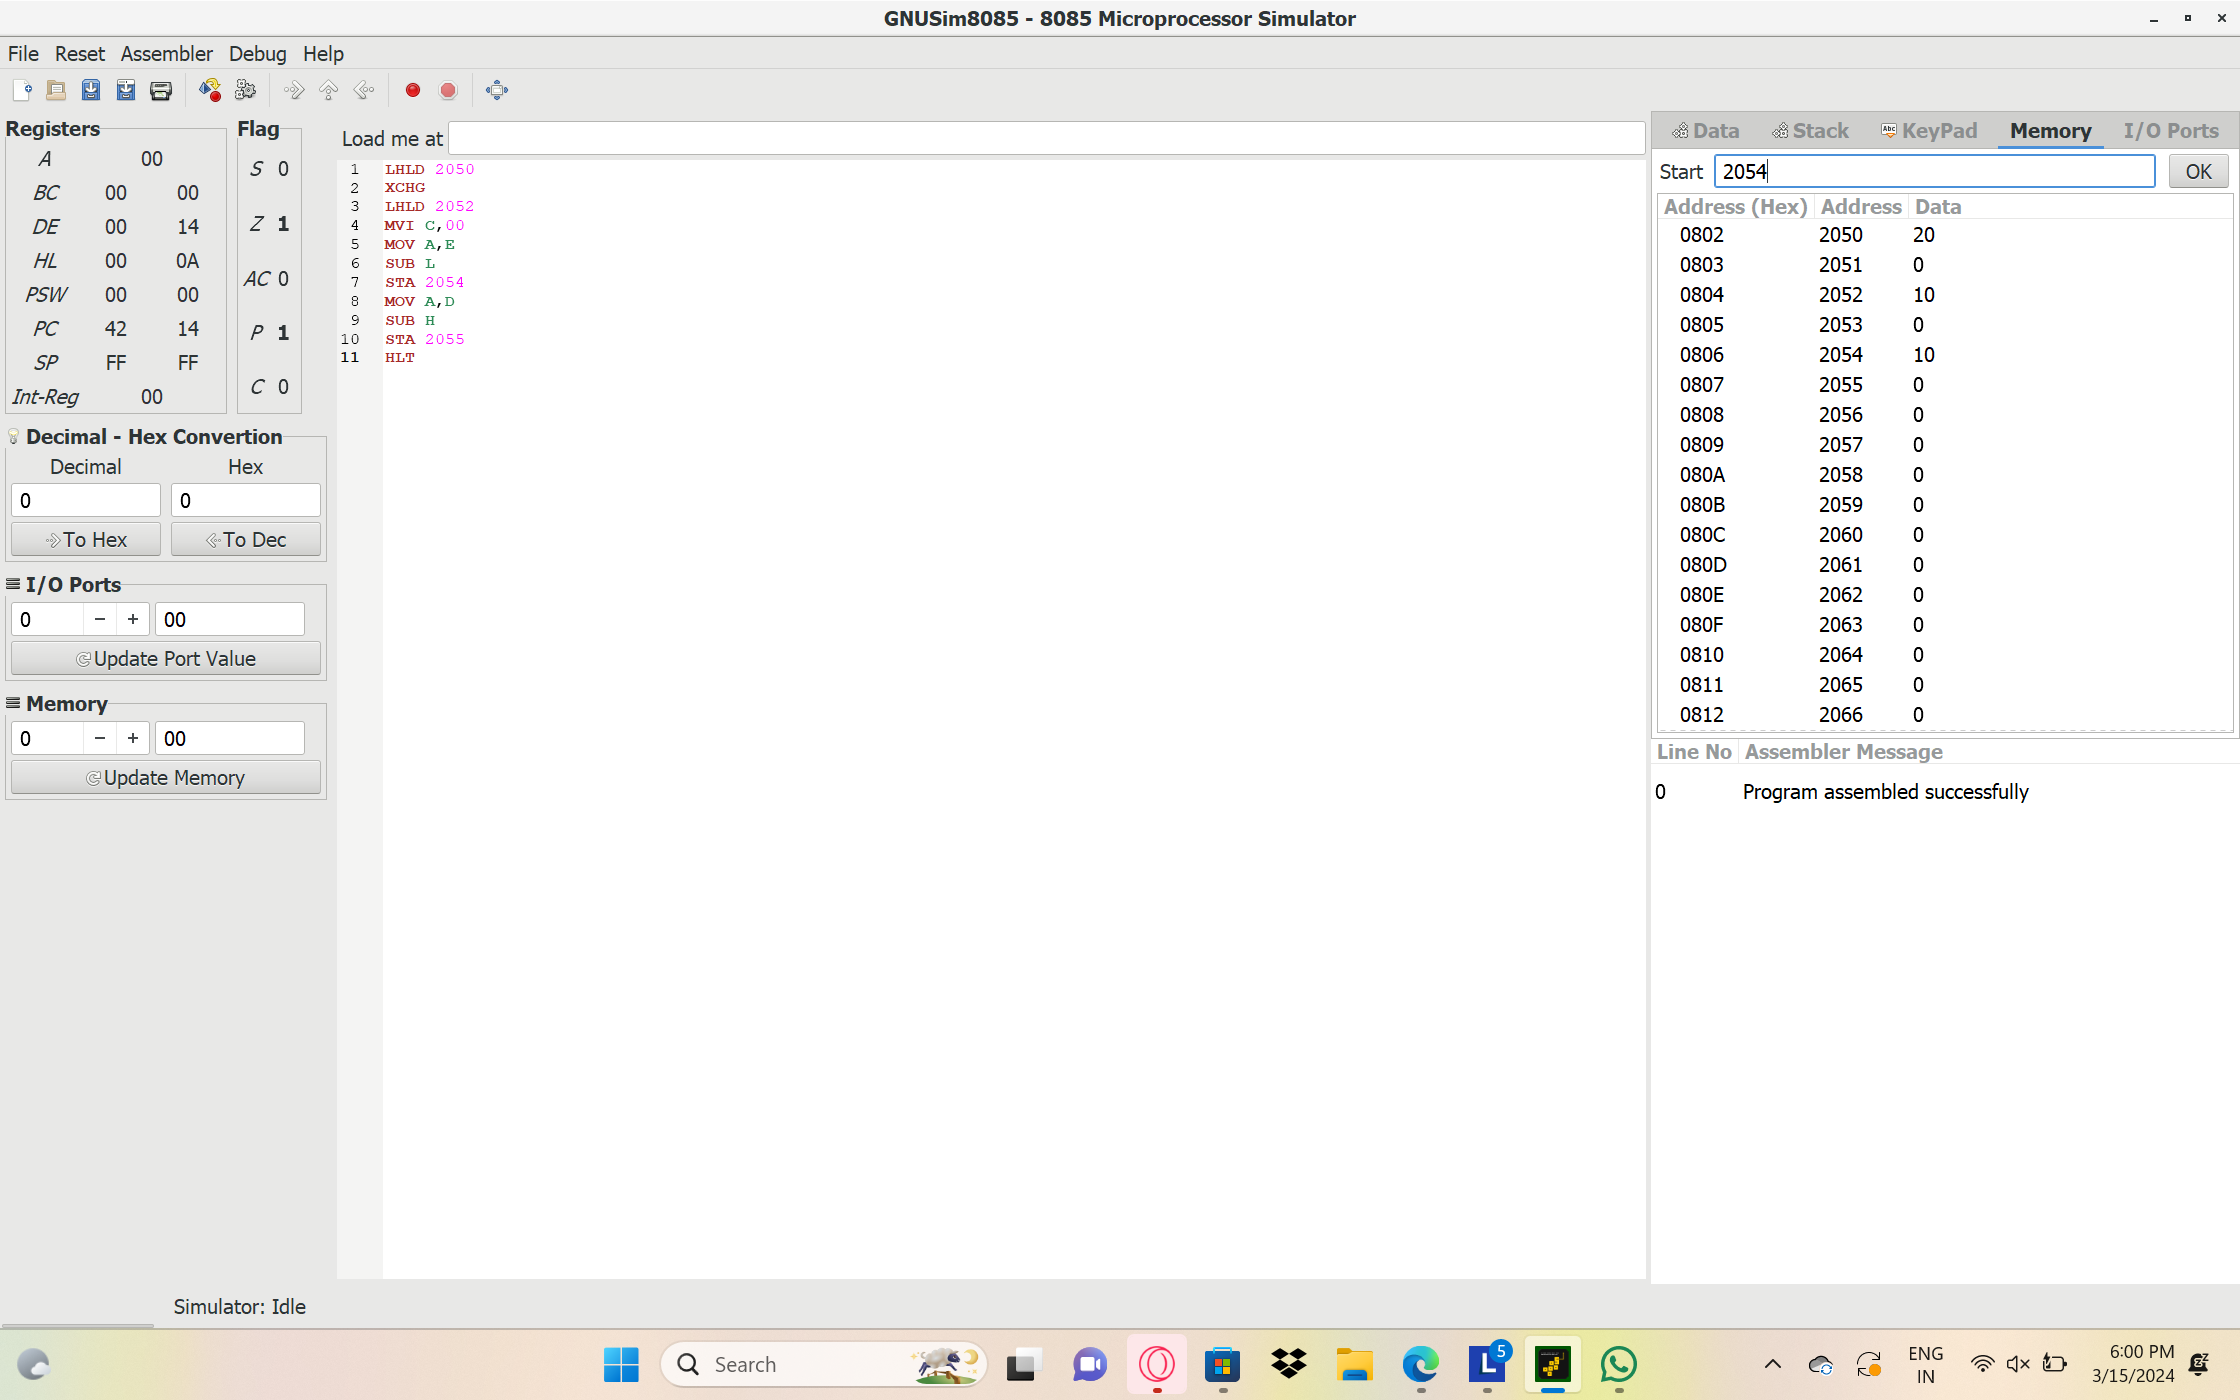 GNUSim8085 - 8085 Microprocessor Simulator
File Reset Assembler Debug Help
Registers
A 00
BC 00 00
DE 00 14
HL 00 0A
PSW 00 00
PC 42 14
SP FF FF
Int-Reg 00
Flag
S 0
Z 1
AC 0
P 1
C 0
Decimal - Hex Convertion
Decimal Hex
0 0
To Hex To Dec
I/O Ports
0 − + 00
Update Port Value
Memory
0 − + 00
Update Memory
Load me at
1 LHLD 2050
2 XCHG
3 LHLD 2052
4 MVI C,00
5 MOV A,E
6 SUB L
7 STA 2054
8 MOV A,D
9 SUB H
10 STA 2055
11 HLT
Data Stack Abc KeyPad Memory I/O Ports
Start 2054 OK
Address (Hex) Address Data
0802 2050 20
0803 2051 0
0804 2052 10
0805 2053 0
0806 2054 10
0807 2055 0
0808 2056 0
0809 2057 0
080A 2058 0
080B 2059 0
080C 2060 0
080D 2061 0
080E 2062 0
080F 2063 0
0810 2064 0
0811 2065 0
0812 2066 0
Line No Assembler Message
0 Program assembled successfully
Simulator: Idle
Search
L 5
ENG
IN
6:00 PM
3/15/2024